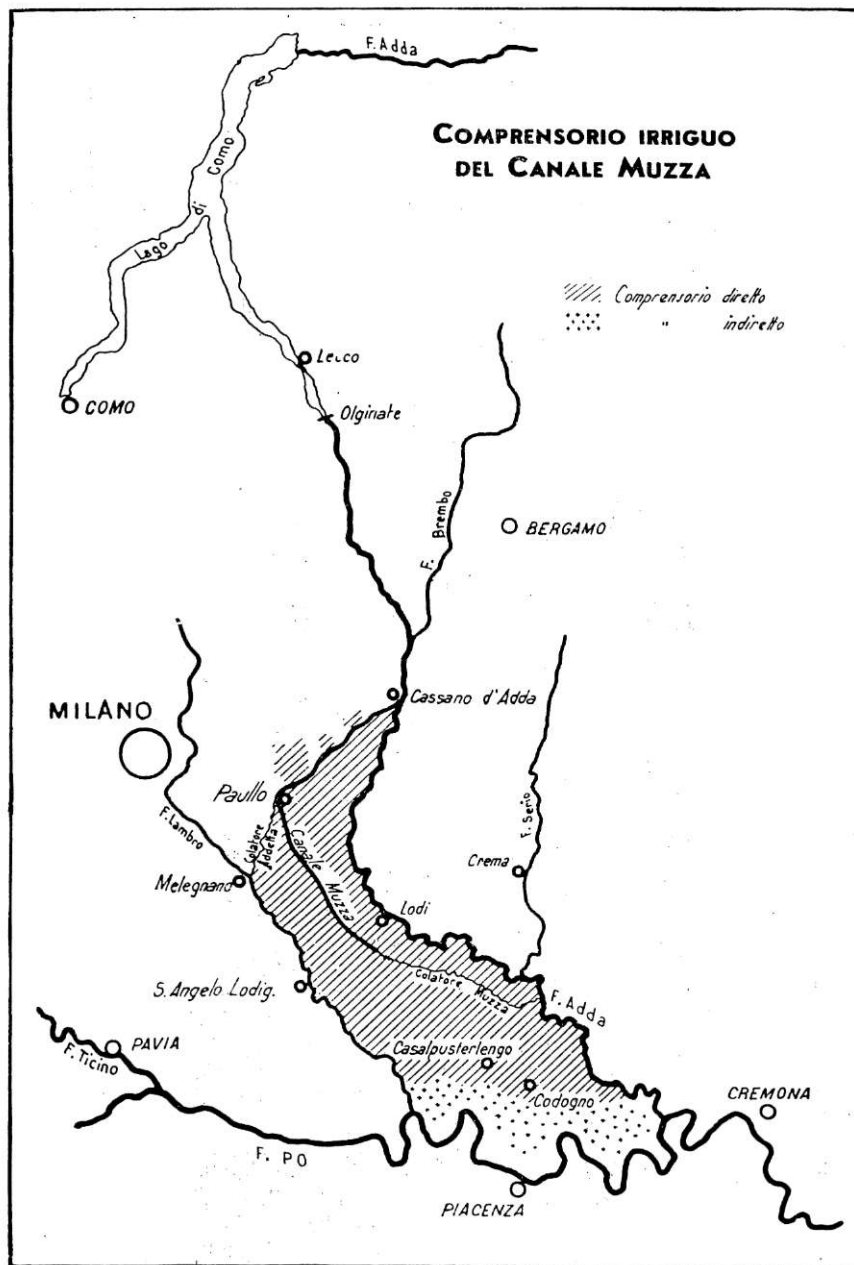 F. Adda
COMPRENSORIO IRRIGUO
DEL CANALE MUZZA
Lago di Como
Comprensorio diretto
" indiretto
Lecco
COMO
Olginate
F. Brembo
BERGAMO
Cassano d'Adda
MILANO
Paullo
F. Lambro
Colatore
Addetta
Canale Muzza
F. Serio
Crema
Melegnano
Lodi
Colatore Muzza
S. Angelo Lodig.
F. Adda
PAVIA
F. Ticino
Casalpusterlengo
Codogno
CREMONA
F. PO
PIACENZA